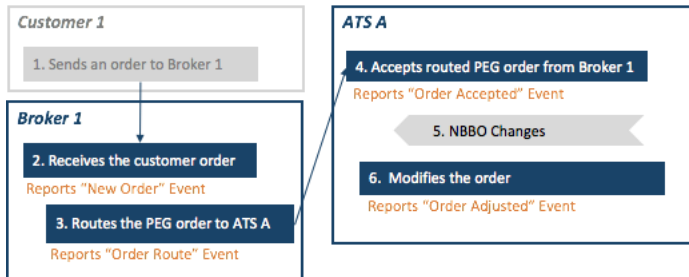 Customer 1
1. Sends an order to Broker 1
Broker 1
2. Receives the customer order
Reports "New Order" Event
3. Routes the PEG order to ATS A
Reports "Order Route" Event
ATS A
4. Accepts routed PEG order from Broker 1
Reports "Order Accepted" Event
5. NBBO Changes
6. Modifies the order
Reports "Order Adjusted" Event